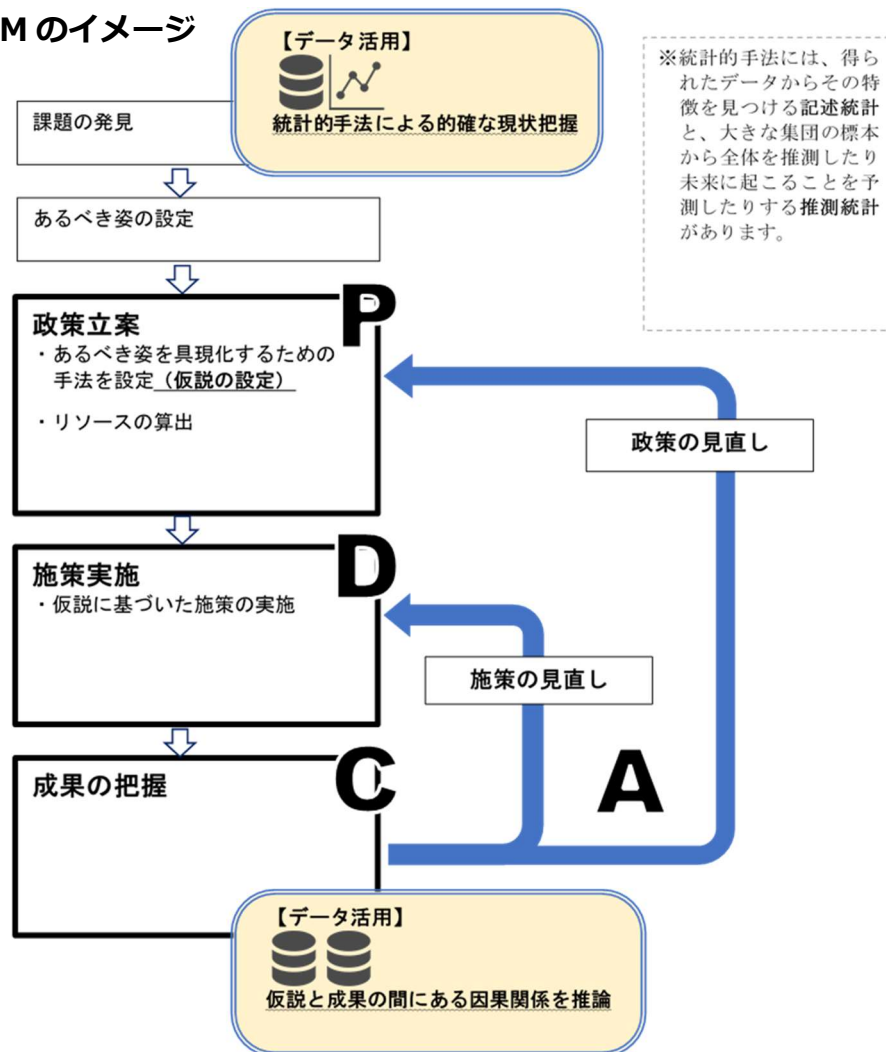 M のイメージ
【データ活用】
統計的手法による的確な現状把握
※統計的手法には、得ら
れたデータからその特
徴を見つける記述統計
と、大きな集団の標本
から全体を推測したり
未来に起こることを予
測したりする推測統計
があります。
課題の発見
あるべき姿の設定
P
政策立案
・あるべき姿を具現化するための
手法を設定（仮説の設定）
・リソースの算出
政策の見直し
D
施策実施
・仮説に基づいた施策の実施
施策の見直し
C
成果の把握
A
【データ活用】
仮説と成果の間にある因果関係を推論